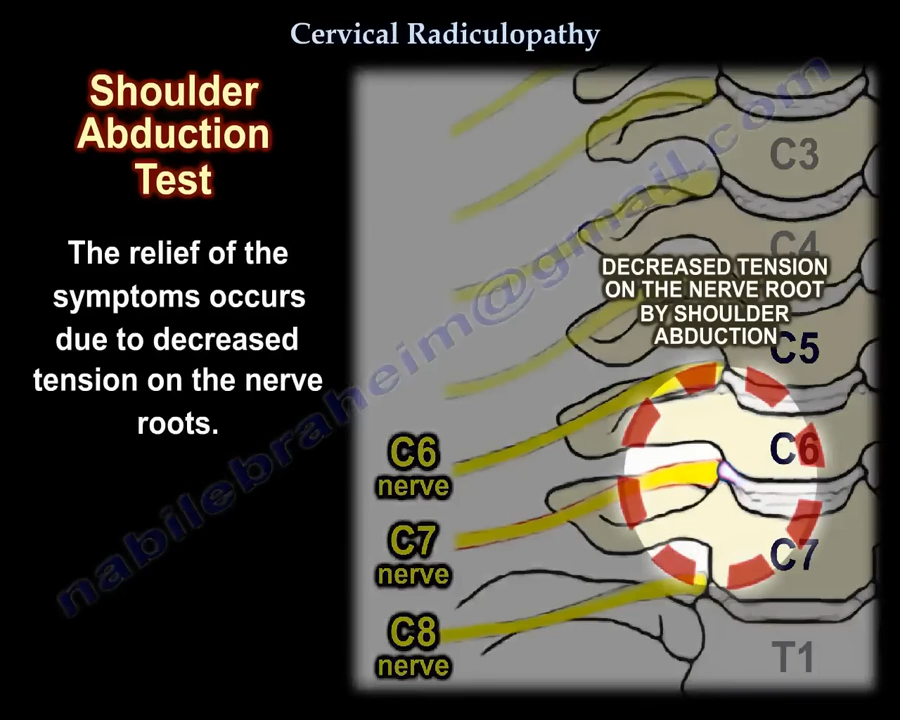 Cervical Radiculopathy
Shoulder
Abduction
Test
The relief of the
symptoms occurs
due to decreased
tension on the nerve
roots.
C3
C4
DECREASED TENSION
ON THE NERVE ROOT
BY SHOULDER
ABDUCTION
C5
C6
C7
T1
C6
nerve
C7
nerve
C8
nerve
nabilebraheim@gmail.com